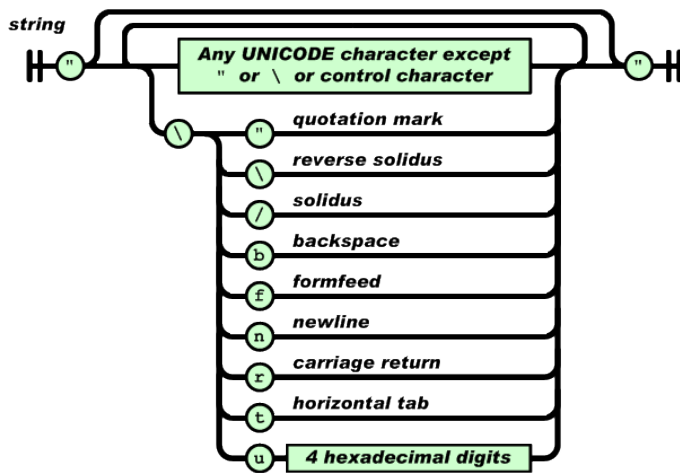 string
" Any UNICODE character except "
" or \ or control character
\ " quotation mark
\ reverse solidus
/ solidus
b backspace
f formfeed
n newline
r carriage return
t horizontal tab
u 4 hexadecimal digits